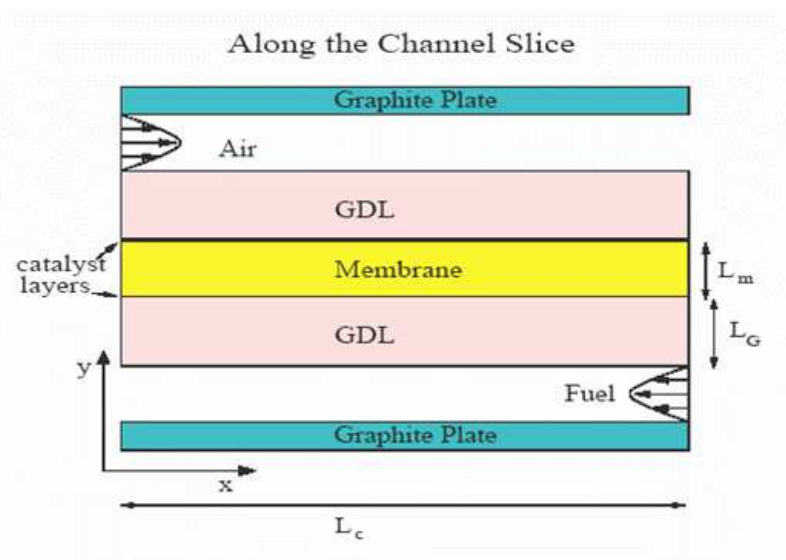 Along the Channel Slice
Graphite Plate
Air
GDL
catalyst
layers
Membrane
L_m
GDL
L_G
y
Fuel
Graphite Plate
x
L_c